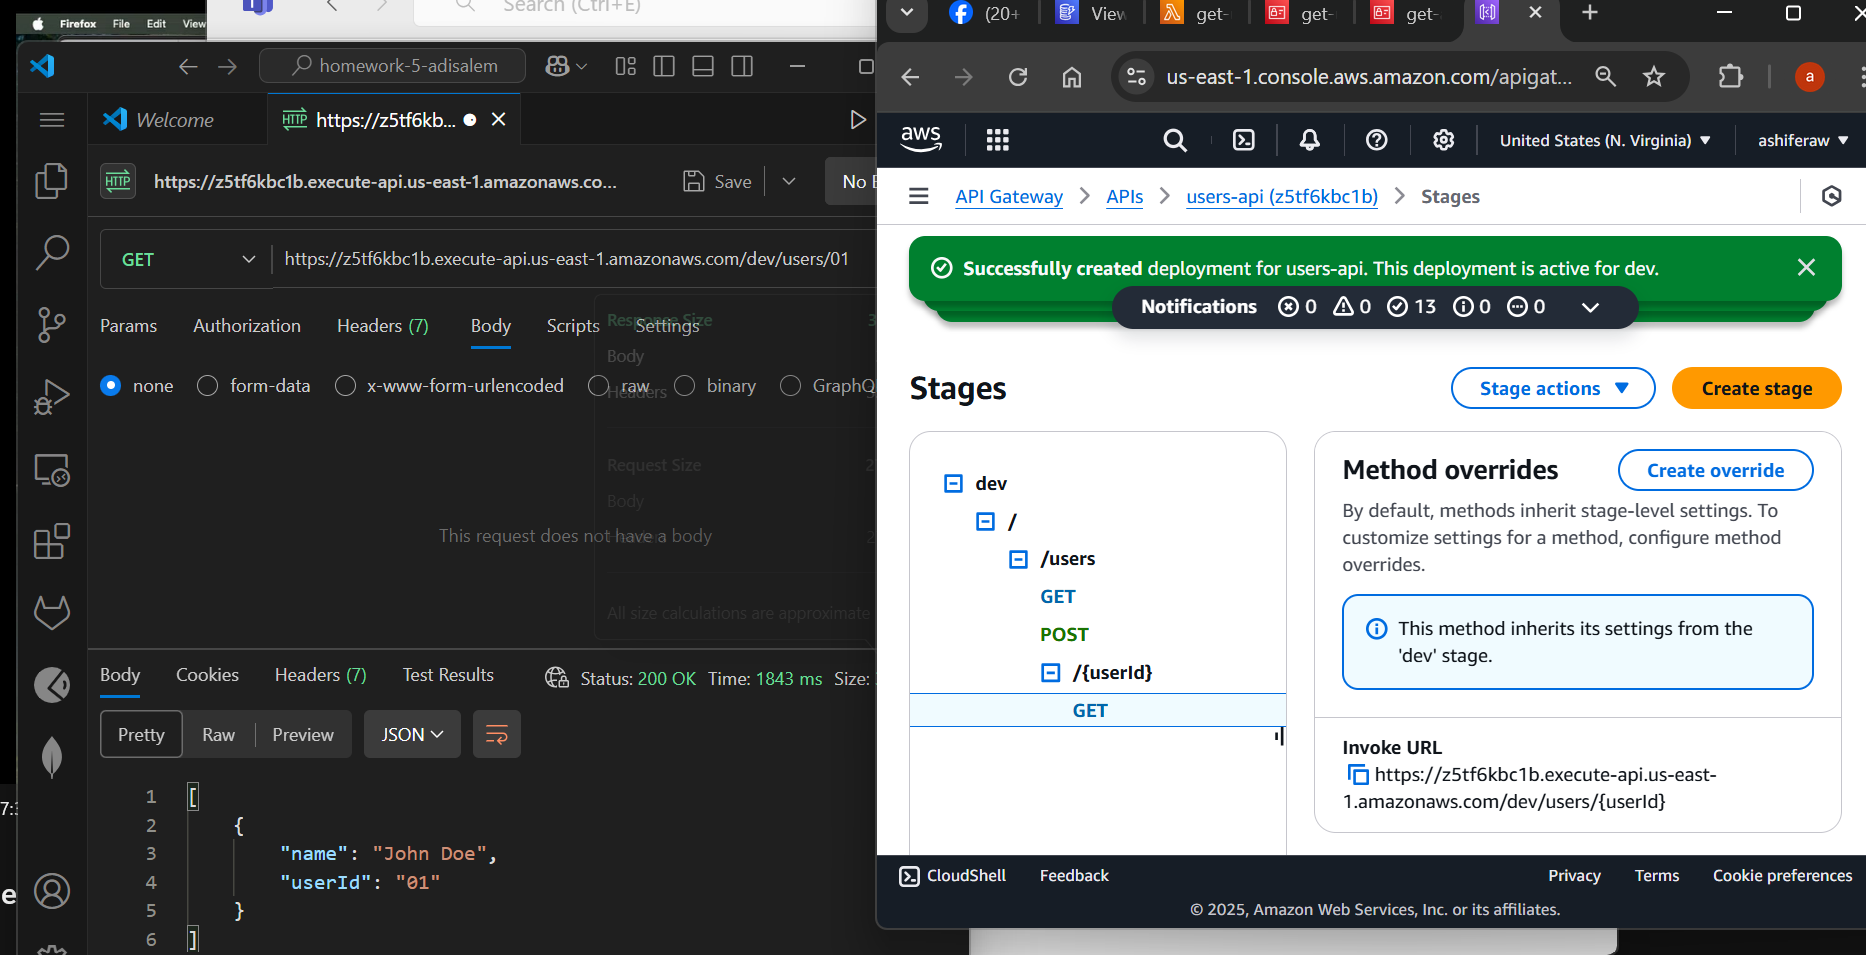 Firefox File Edit View
Search (Ctrl+E)
homework-5-adisalem
Welcome
HTTP https://z5tf6kb...
HTTP https://z5tf6kbc1b.execute-api.us-east-1.amazonaws.co...
Save
No E
GET
https://z5tf6kbc1b.execute-api.us-east-1.amazonaws.com/dev/users/01
Params Authorization Headers (7) Body Scripts Settings
Response Size
Body
Headers
none form-data x-www-form-urlencoded raw binary GraphQ
Request Size
Body
This request does not have a body
All size calculations are approximate
Body Cookies Headers (7) Test Results
Status: 200 OK Time: 1843 ms Size:
Pretty Raw Preview JSON
1 [
2 {
3 "name": "John Doe",
4 "userId": "01"
5 }
6 ]
(20+ View get- get- get-
us-east-1.console.aws.amazon.com/apigat...
a
aws
United States (N. Virginia) ashiferaw
API Gateway APIs users-api (z5tf6kbc1b) Stages
Successfully created deployment for users-api. This deployment is active for dev.
Notifications 0 0 13 0 0
Stages
Stage actions
Create stage
dev
/
/users
GET
POST
/{userId}
GET
Method overrides
Create override
By default, methods inherit stage-level settings. To
customize settings for a method, configure method
overrides.
This method inherits its settings from the
'dev' stage.
Invoke URL
https://z5tf6kbc1b.execute-api.us-east-
1.amazonaws.com/dev/users/{userId}
CloudShell Feedback
Privacy Terms Cookie preferences
© 2025, Amazon Web Services, Inc. or its affiliates.